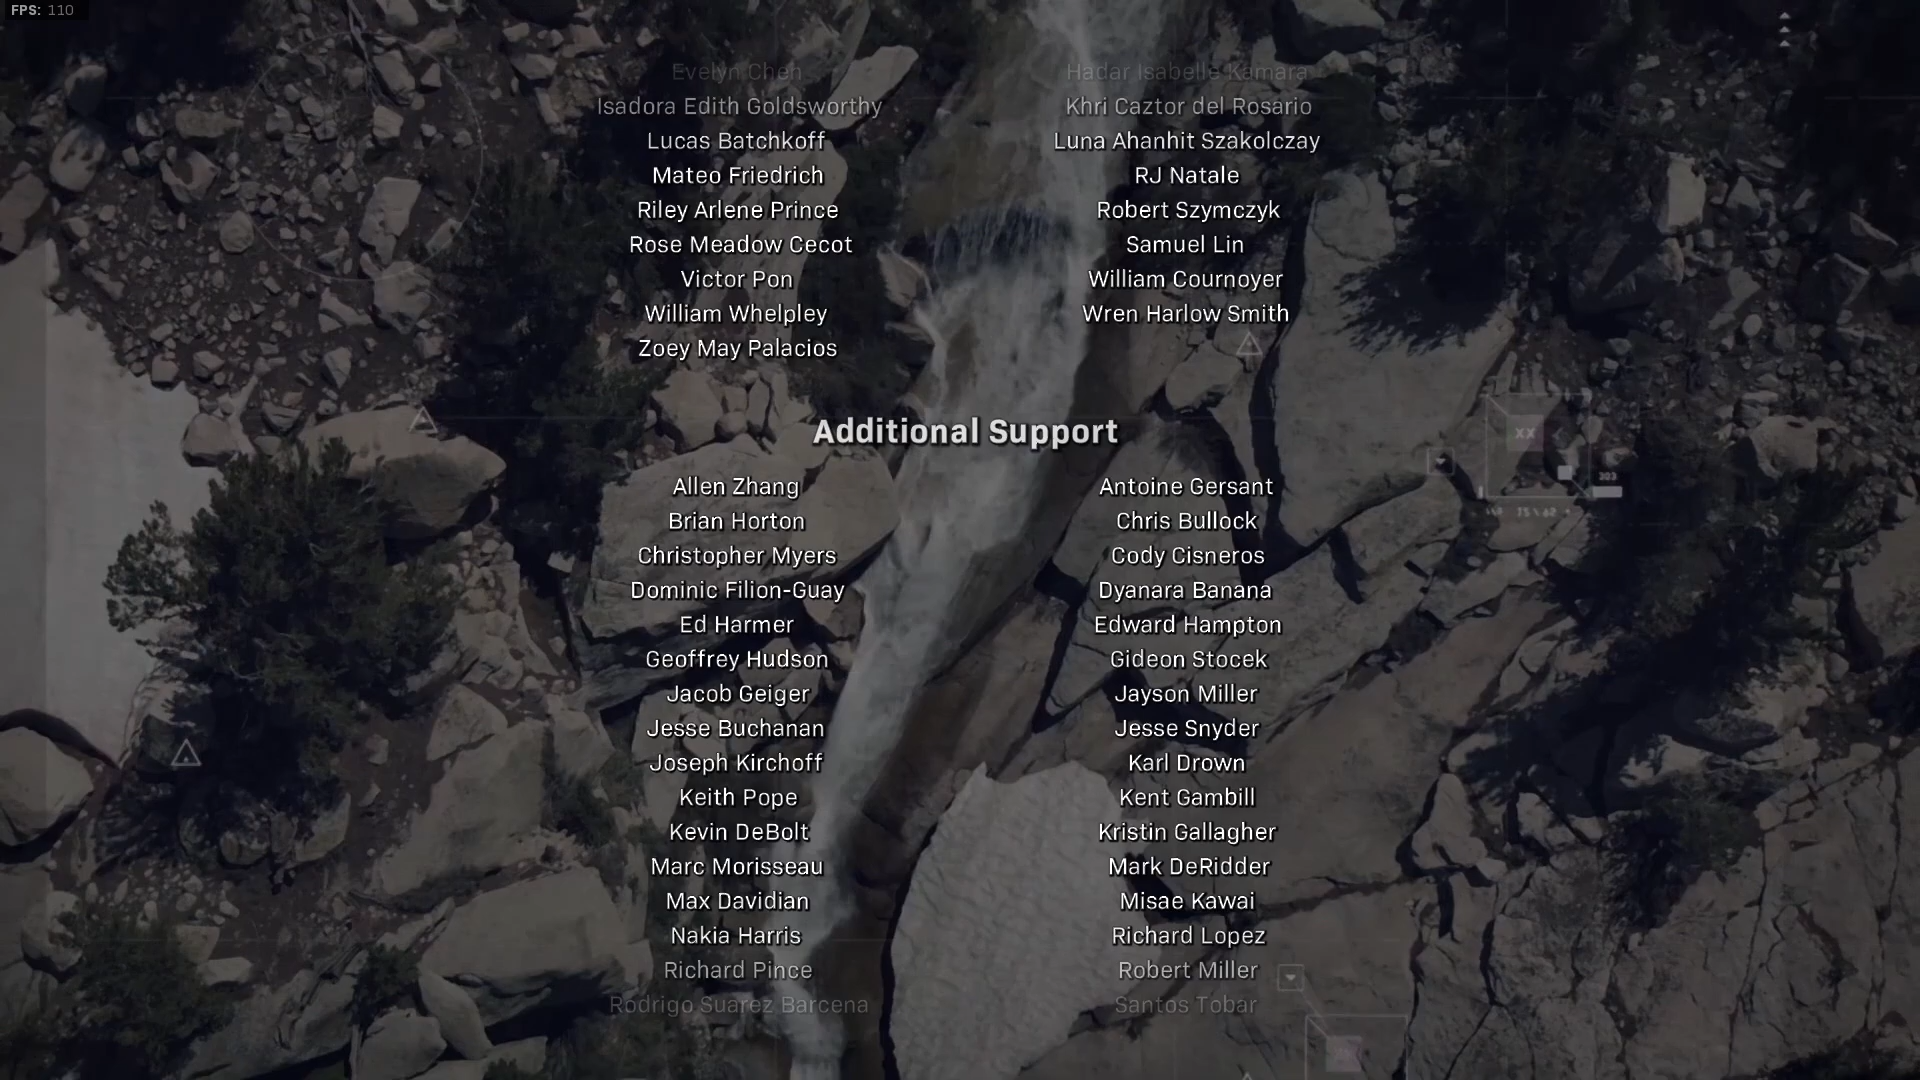 FPS: 110
Evelyn Chen
Hadar Isabelle Kamara
Isadora Edith Goldsworthy
Khri Caztor del Rosario
Lucas Batchkoff
Luna Ahanhit Szakolczay
Mateo Friedrich
RJ Natale
Riley Arlene Prince
Robert Szymczyk
Rose Meadow Cecot
Samuel Lin
Victor Pon
William Cournoyer
William Whelpley
Wren Harlow Smith
Zoey May Palacios
Additional Support
Allen Zhang
Antoine Gersant
Brian Horton
Chris Bullock
Christopher Myers
Cody Cisneros
Dominic Filion-Guay
Dyanara Banana
Ed Harmer
Edward Hampton
Geoffrey Hudson
Gideon Stocek
Jacob Geiger
Jayson Miller
Jesse Buchanan
Jesse Snyder
Joseph Kirchoff
Karl Drown
Keith Pope
Kent Gambill
Kevin DeBolt
Kristin Gallagher
Marc Morisseau
Mark DeRidder
Max Davidian
Misae Kawai
Nakia Harris
Richard Lopez
Richard Pince
Robert Miller
Rodrigo Suarez Barcena
Santos Tobar
XX